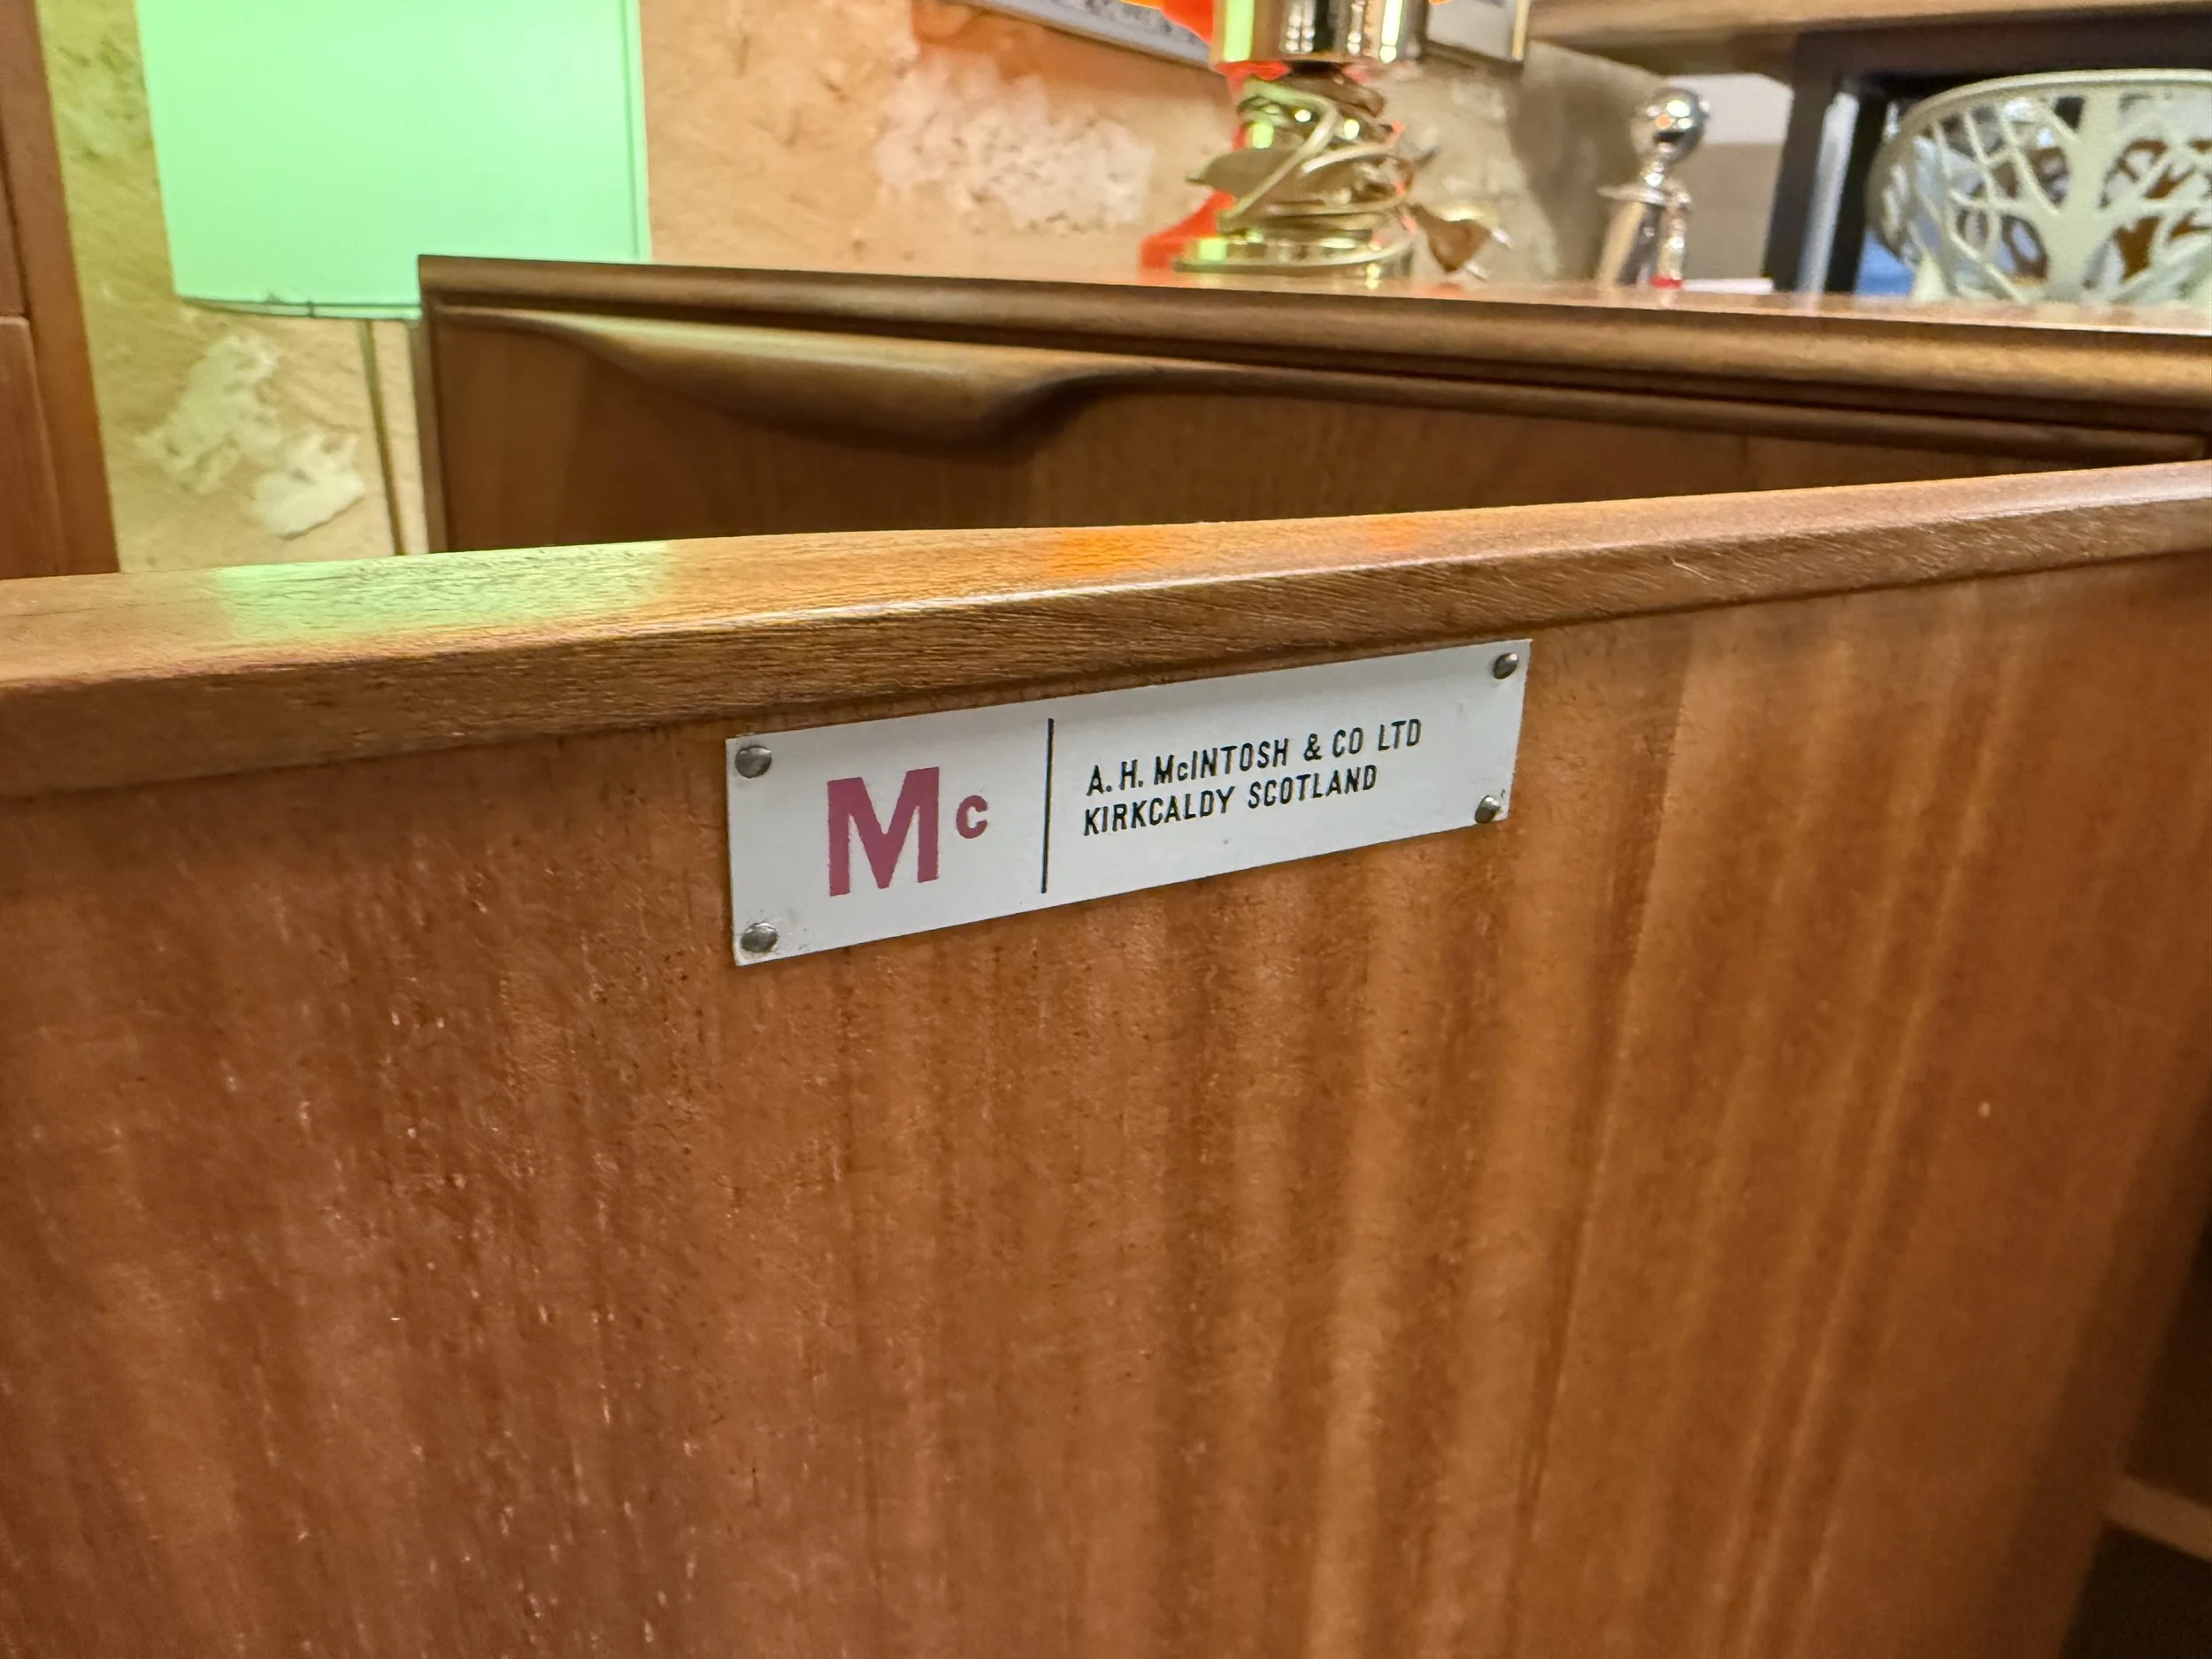 Mc
A. H. McINTOSH & CO LTD
KIRKCALDY SCOTLAND